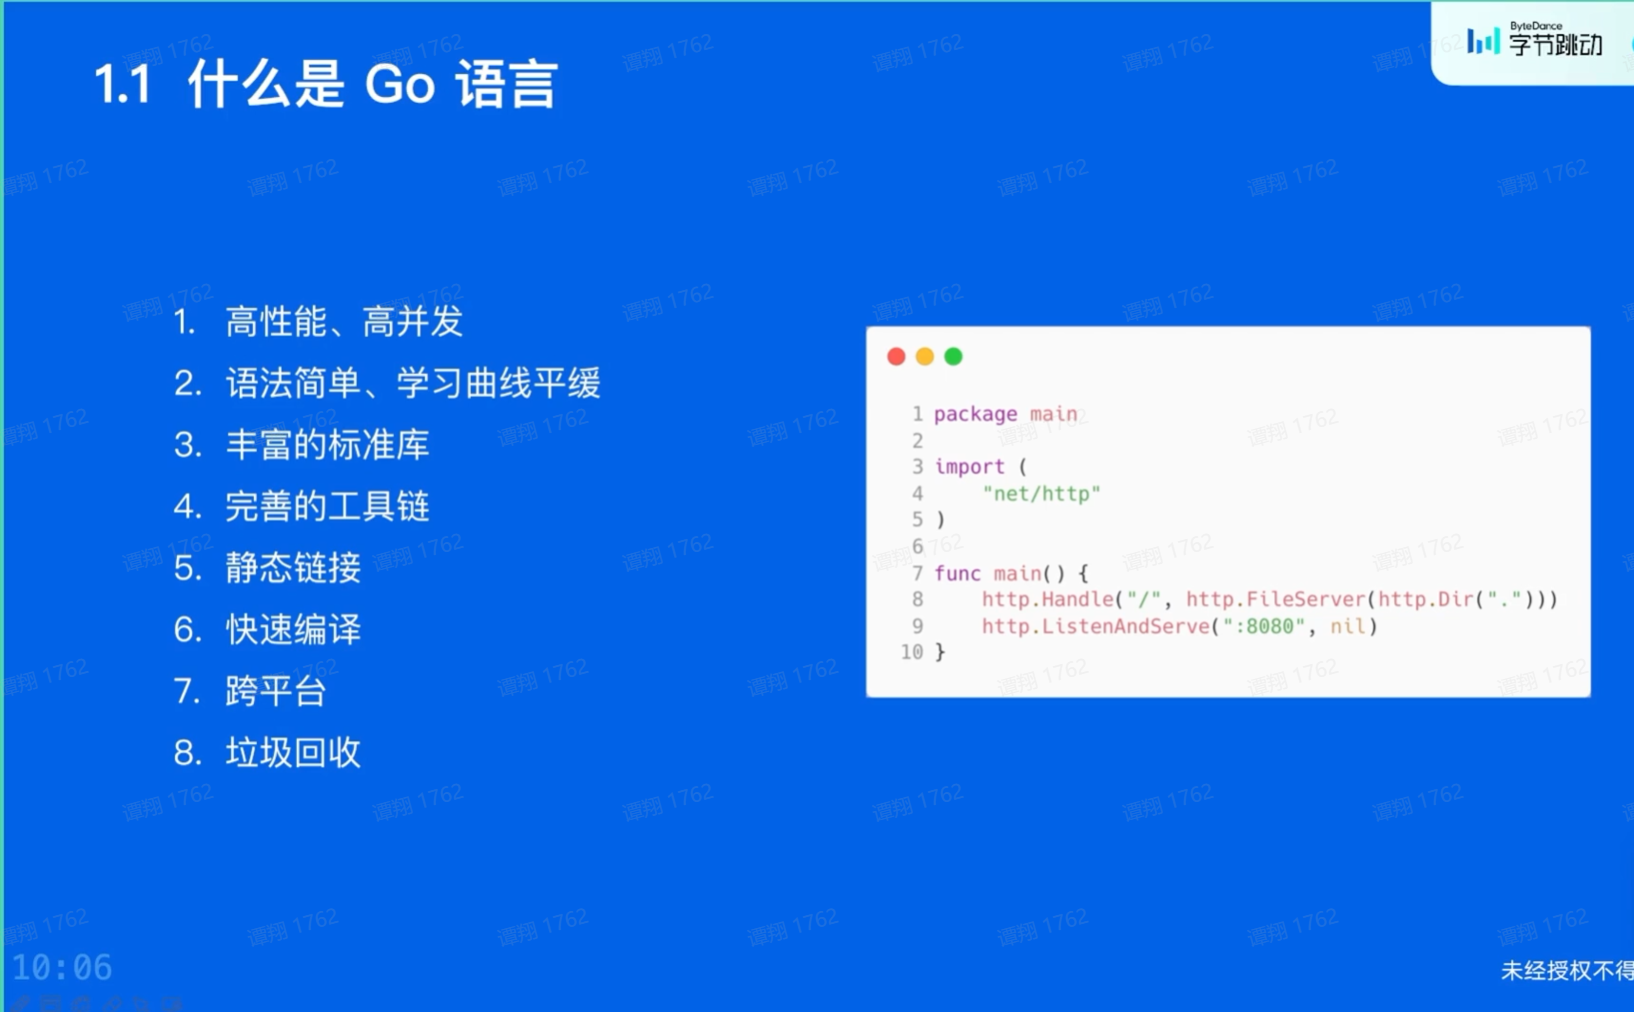 ByteDance
字节跳动
1.1 什么是 Go 语言
1. 高性能、高并发
2. 语法简单、学习曲线平缓
3. 丰富的标准库
4. 完善的工具链
5. 静态链接
6. 快速编译
7. 跨平台
8. 垃圾回收
1 package main
2
3 import (
4     "net/http"
5 )
6
7 func main() {
8     http.Handle("/", http.FileServer(http.Dir(".")))
9     http.ListenAndServe(":8080", nil)
10 }
谭翔 1762
10:06
未经授权不得